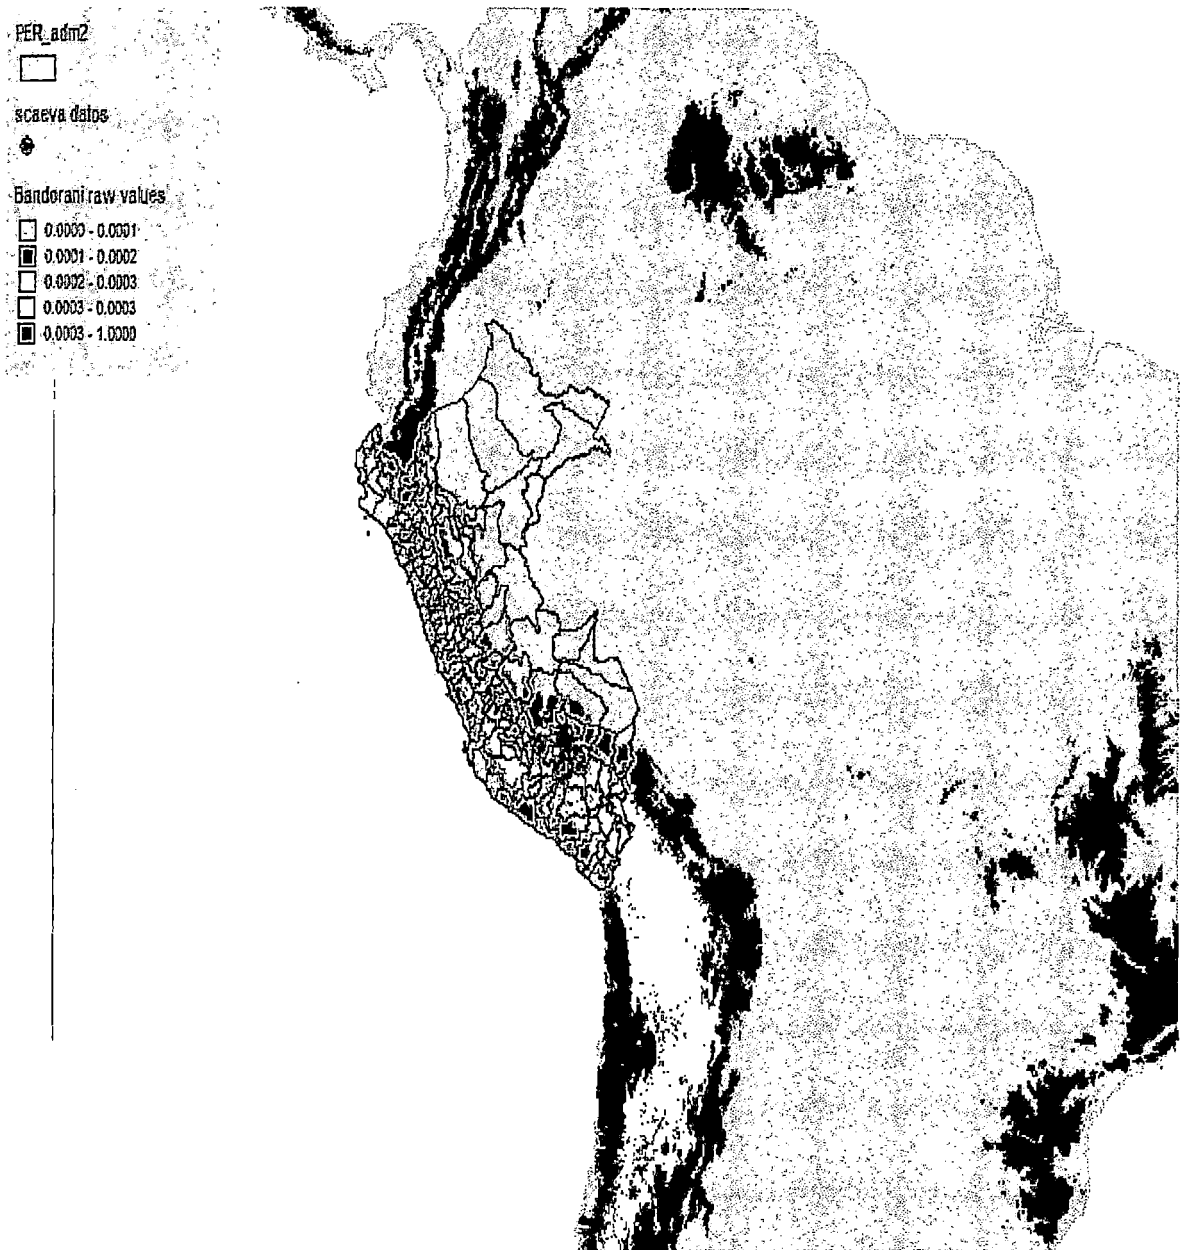 PER_adm2
scaeva datos
Bandorani raw values
0.0000 - 0.0001
0.0001 - 0.0002
0.0002 - 0.0003
0.0003 - 0.0003
0.0003 - 1.0000